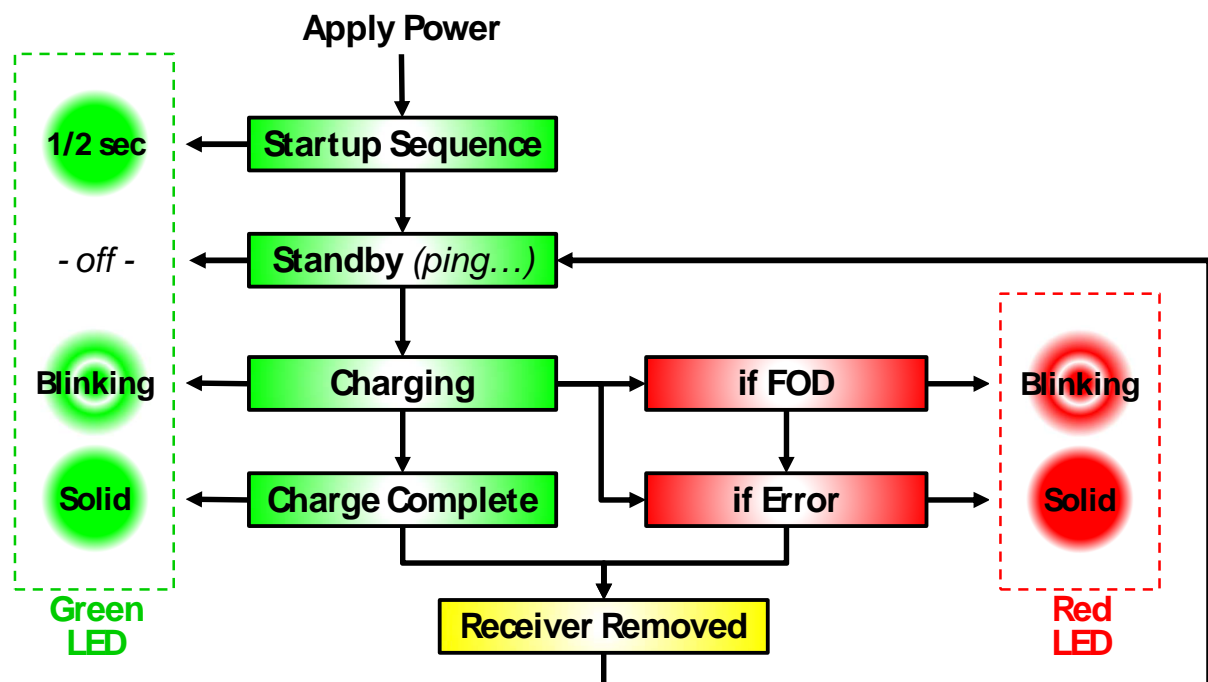 Apply Power
1/2 sec
Startup Sequence
- off -
Standby (ping…)
Blinking
Charging
if FOD
Blinking
Solid
Charge Complete
if Error
Solid
Green
LED
Receiver Removed
Red
LED